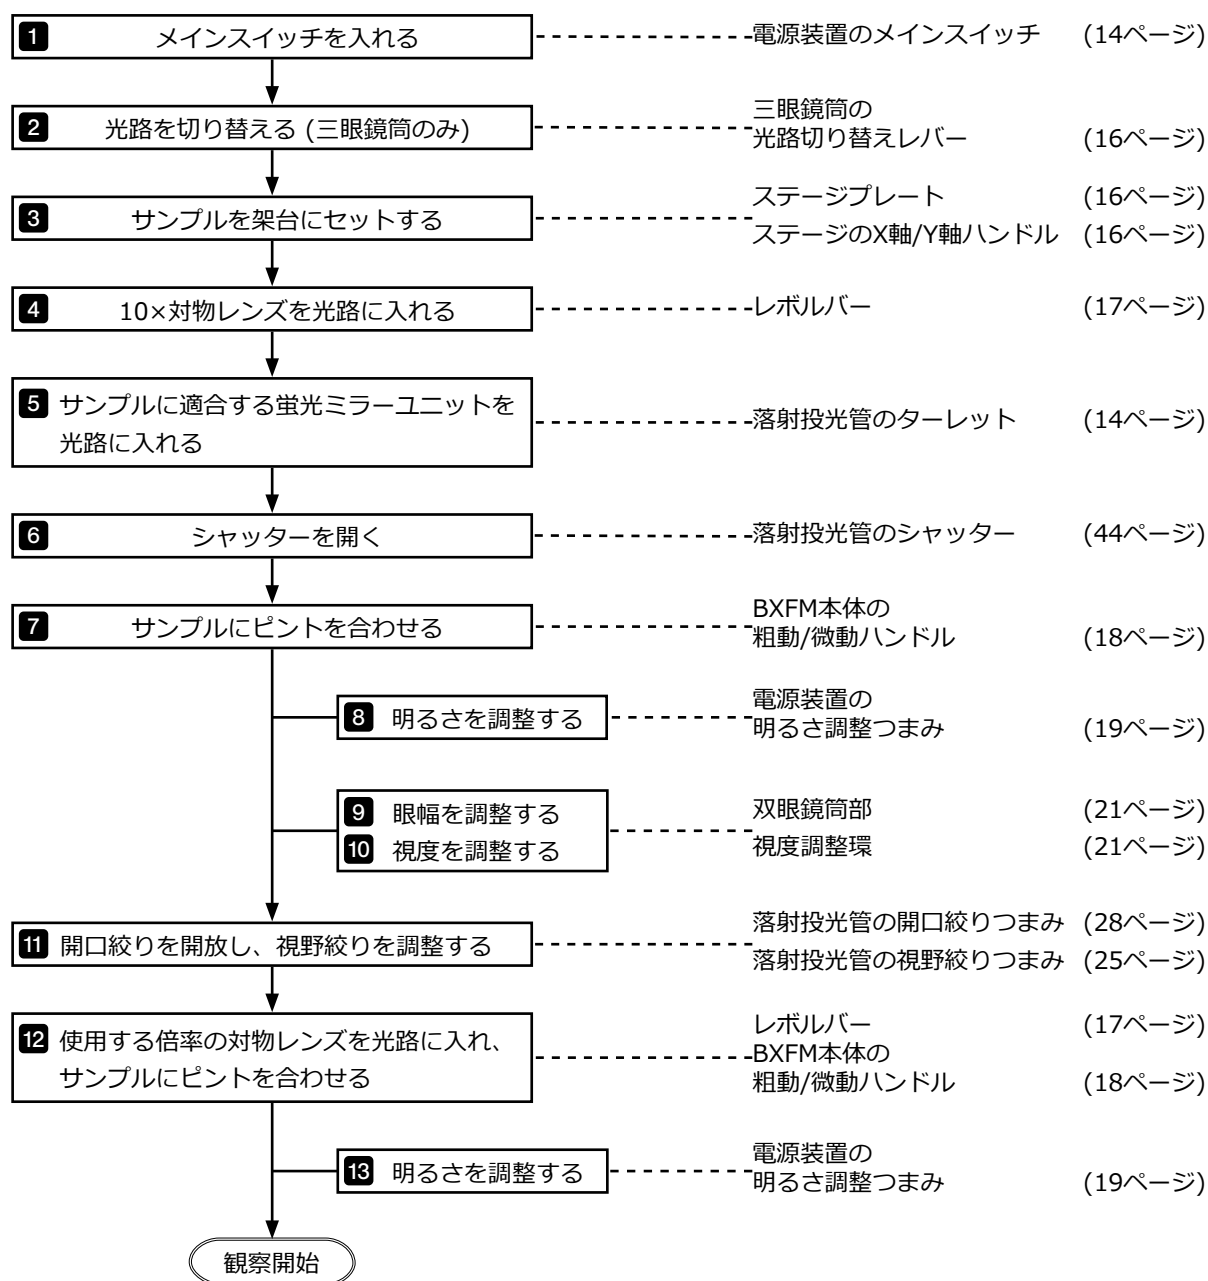 1 メインスイッチを入れる 電源装置のメインスイッチ (14ページ)
2 光路を切り替える (三眼鏡筒のみ) 三眼鏡筒の
光路切り替えレバー (16ページ)
3 サンプルを架台にセットする ステージプレート (16ページ)
ステージのX軸/Y軸ハンドル (16ページ)
4 10×対物レンズを光路に入れる レボルバー (17ページ)
5 サンプルに適合する蛍光ミラーユニットを
光路に入れる
落射投光管のターレット (14ページ)
6 シャッターを開く 落射投光管のシャッター (44ページ)
7 サンプルにピントを合わせる BXFM本体の
粗動/微動ハンドル (18ページ)
8 明るさを調整する 電源装置の
明るさ調整つまみ (19ページ)
9 眼幅を調整する 双眼鏡筒部 (21ページ)
10 視度を調整する 視度調整環 (21ページ)
11 開口絞りを開放し、視野絞りを調整する 落射投光管の開口絞りつまみ (28ページ)
落射投光管の視野絞りつまみ (25ページ)
12 使用する倍率の対物レンズを光路に入れ、
サンプルにピントを合わせる
レボルバー (17ページ)
BXFM本体の
粗動/微動ハンドル (18ページ)
13 明るさを調整する 電源装置の
明るさ調整つまみ (19ページ)
観察開始